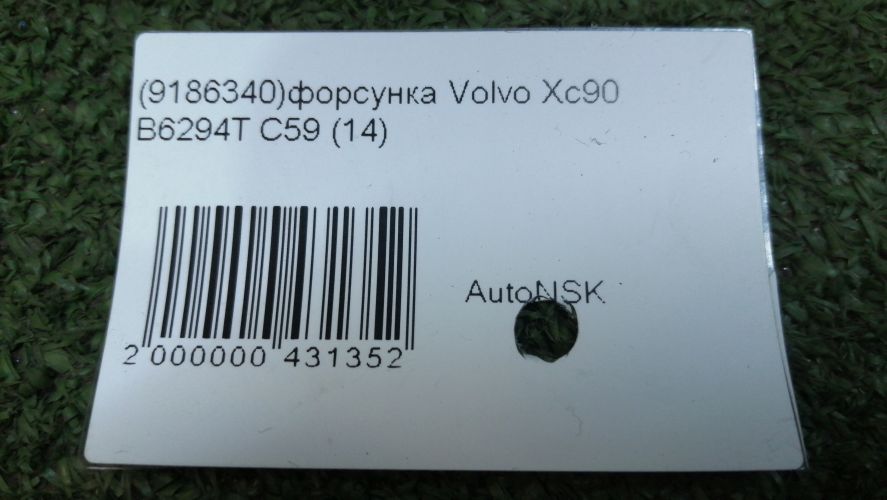 (9186340)форсунка Volvo Xc90
B6294T C59 (14)
AutoNSK
2 000000 431352